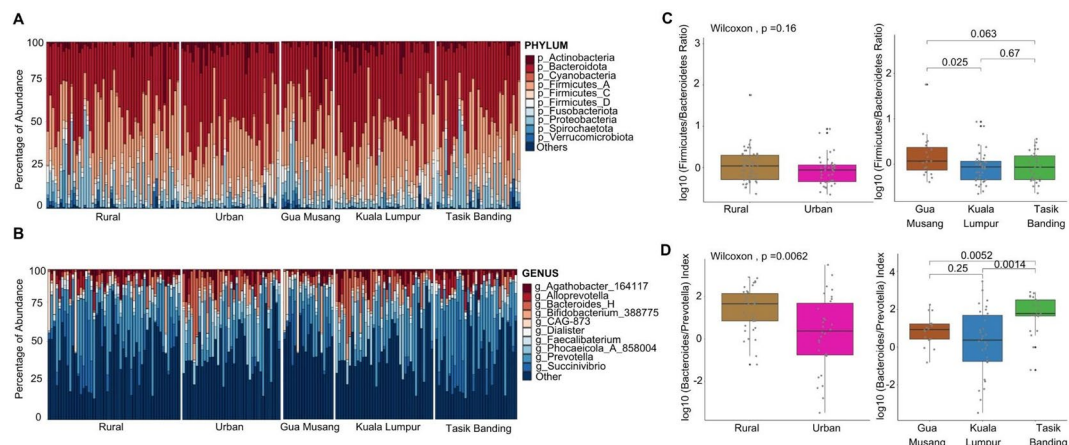 A
Percentage of Abundance
100
75
50
25
0
Rural
Urban
Gua Musang
Kuala Lumpur
Tasik Banding
PHYLUM
p_Actinobacteria
p_Bacteroidota
p_Cyanobacteria
p_Firmicutes_A
p_Firmicutes_C
p_Firmicutes_D
p_Fusobacteriota
p_Proteobacteria
p_Spirochaetota
p_Verrucomicrobiota
Others
B
Percentage of Abundance
100
75
50
25
0
Rural
Urban
Gua Musang
Kuala Lumpur
Tasik Banding
GENUS
g_Agathobacter_164117
g_Alloprevotella
g_Bacteroides_H
g_Bifidobacterium_388775
g_CAG-873
g_Dialister
g_Faecalibaterium
g_Phocaeicola_A_858004
g_Prevotella
g_Succinivibrio
Other
C
log10 (Firmicutes/Bacteroidetes Ratio)
Wilcoxon , p =0.16
3
2
1
0
Rural
Urban
log10 (Firmicutes/Bacteroidetes Ratio)
0.063
0.025
0.67
2
1
0
Gua
Musang
Kuala
Lumpur
Tasik
Banding
D
log10 (Bacteroides/Prevotella) Index
Wilcoxon , p =0.0062
4
2
0
-2
Rural
Urban
log10 (Bacteroides/Prevotella) Index
0.0052
0.25
0.0014
4
2
0
-2
Gua
Musang
Kuala
Lumpur
Tasik
Banding